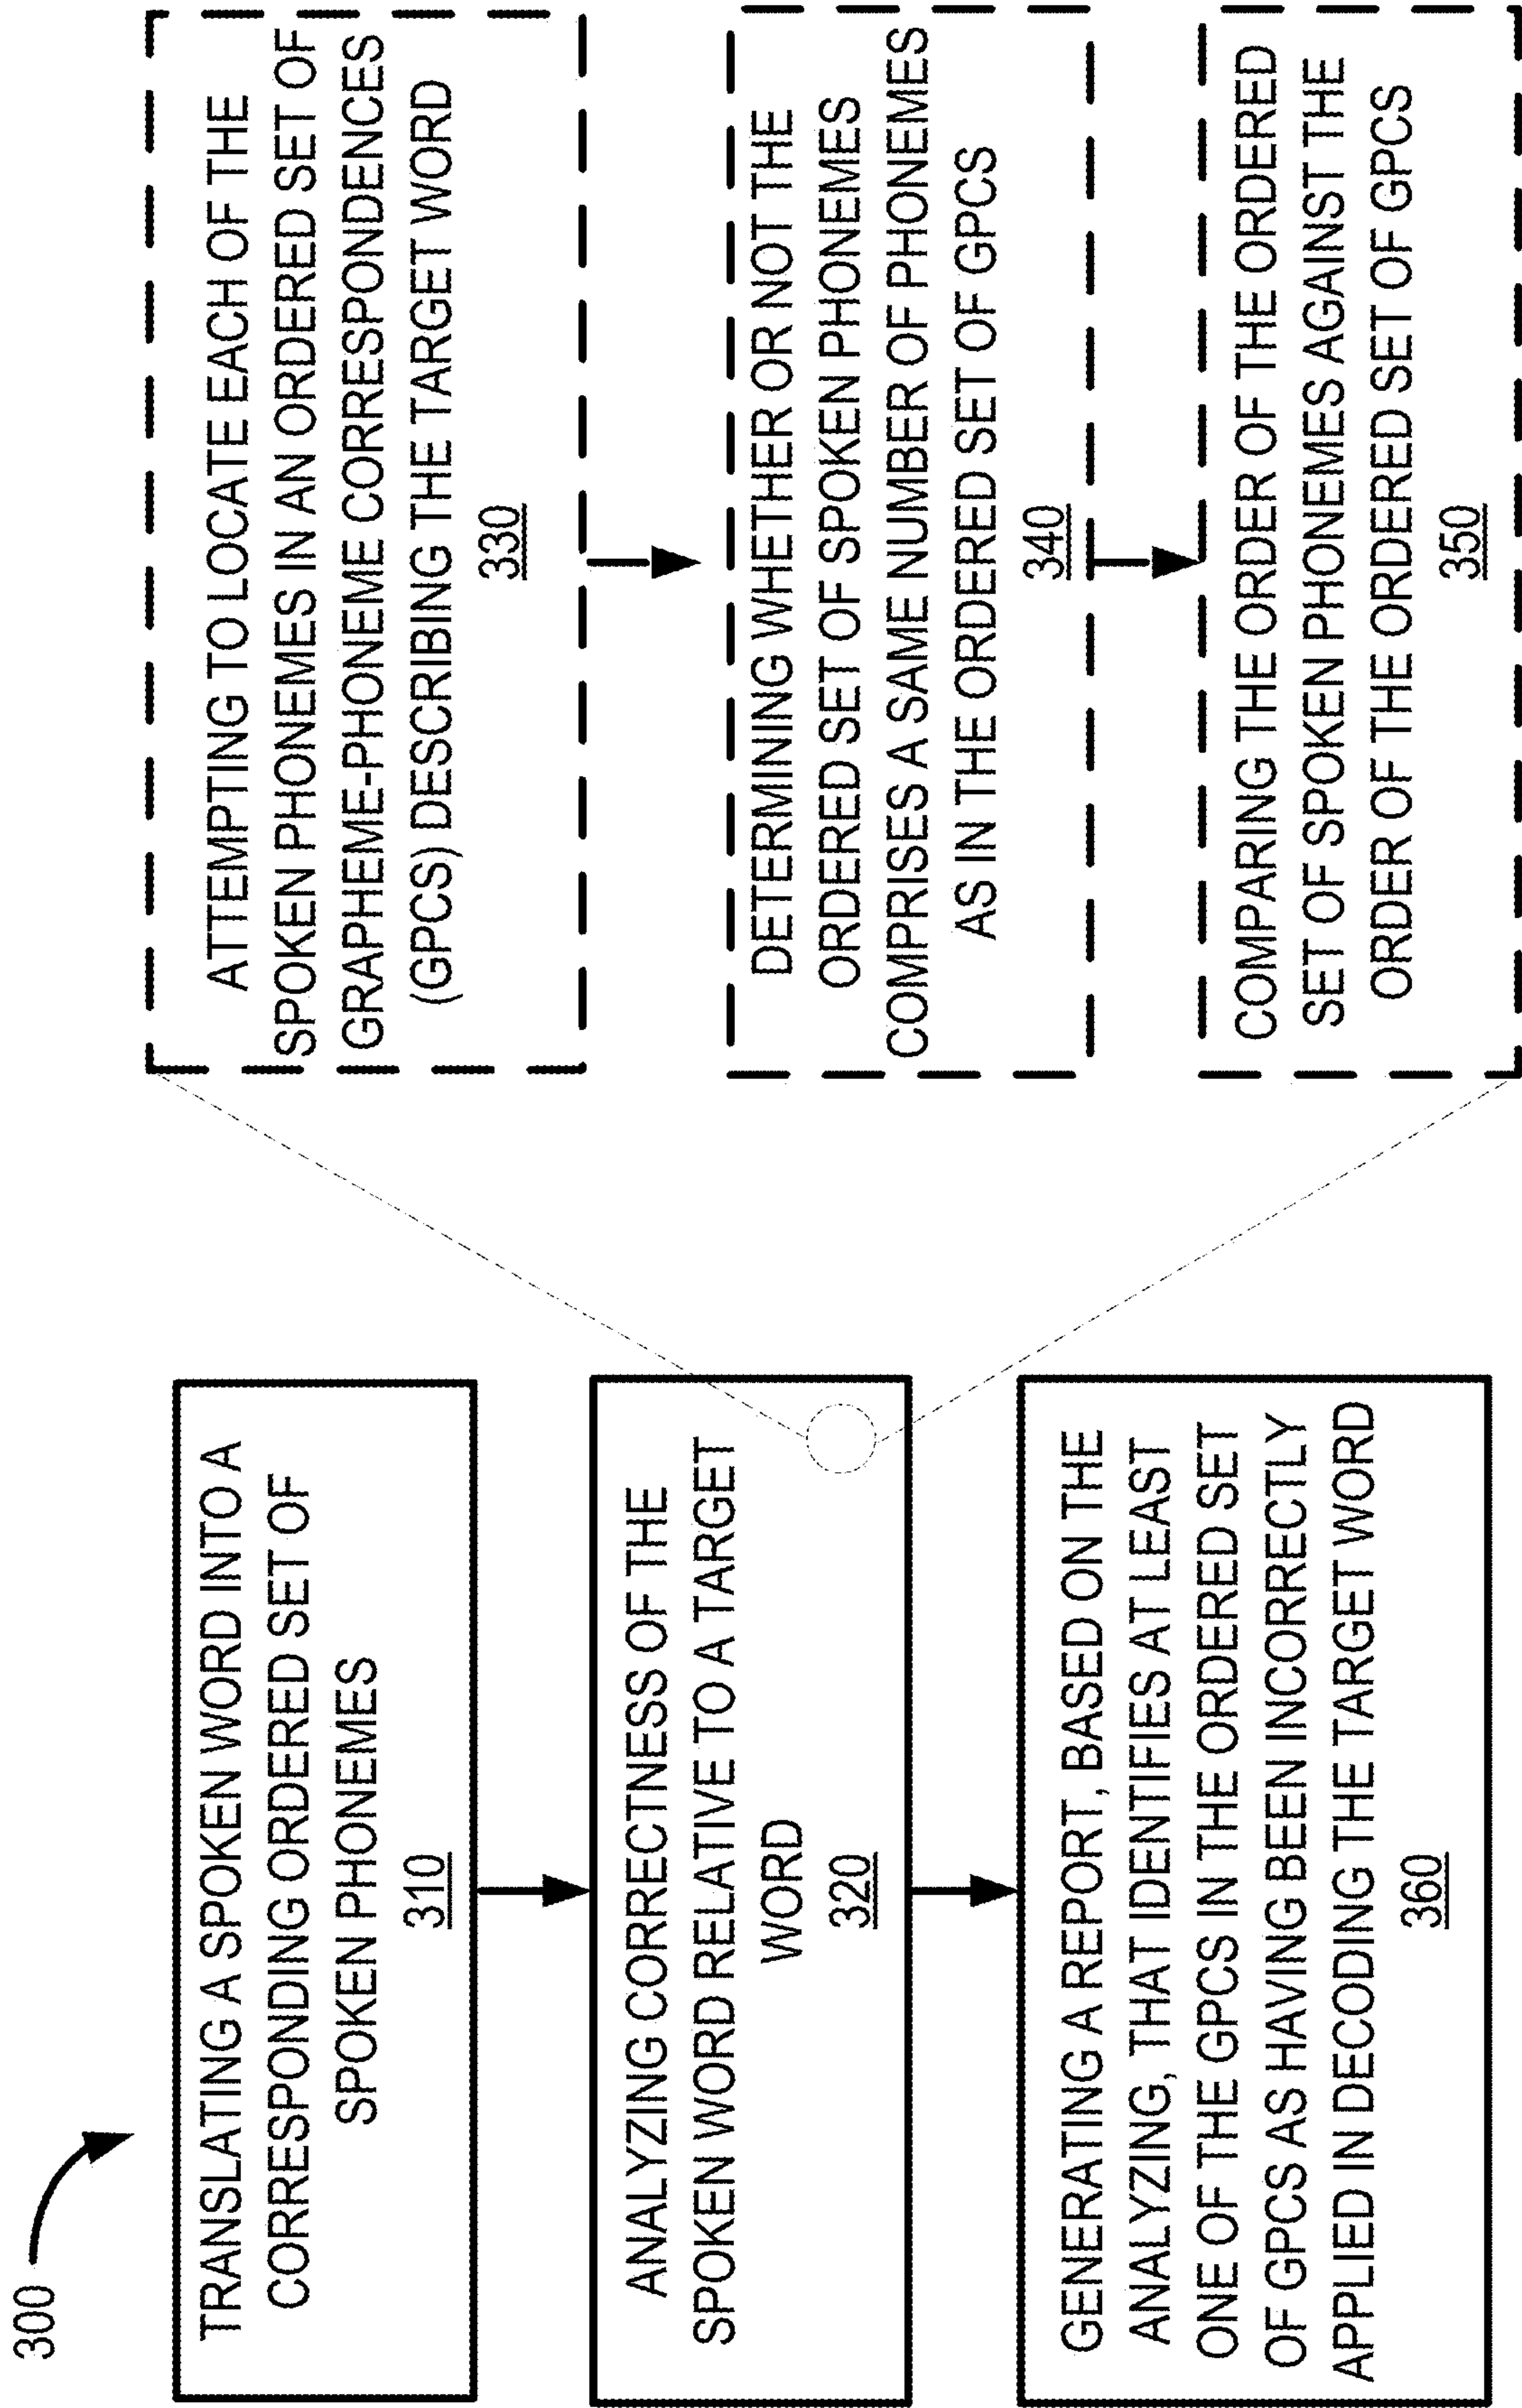 300
TRANSLATING A SPOKEN WORD INTO A
CORRESPONDING ORDERED SET OF
SPOKEN PHONEMES
310
ANALYZING CORRECTNESS OF THE
SPOKEN WORD RELATIVE TO A TARGET
WORD
320
GENERATING A REPORT, BASED ON THE
ANALYZING, THAT IDENTIFIES AT LEAST
ONE OF THE GPCS IN THE ORDERED SET
OF GPCS AS HAVING BEEN INCORRECTLY
APPLIED IN DECODING THE TARGET WORD
360
ATTEMPTING TO LOCATE EACH OF THE
SPOKEN PHONEMES IN AN ORDERED SET OF
GRAPHEME-PHONEME CORRESPONDENCES
(GPCS) DESCRIBING THE TARGET WORD
330
DETERMINING WHETHER OR NOT THE
ORDERED SET OF SPOKEN PHONEMES
COMPRISES A SAME NUMBER OF PHONEMES
AS IN THE ORDERED SET OF GPCS
340
COMPARING THE ORDER OF THE ORDERED
SET OF SPOKEN PHONEMES AGAINST THE
ORDER OF THE ORDERED SET OF GPCS
350